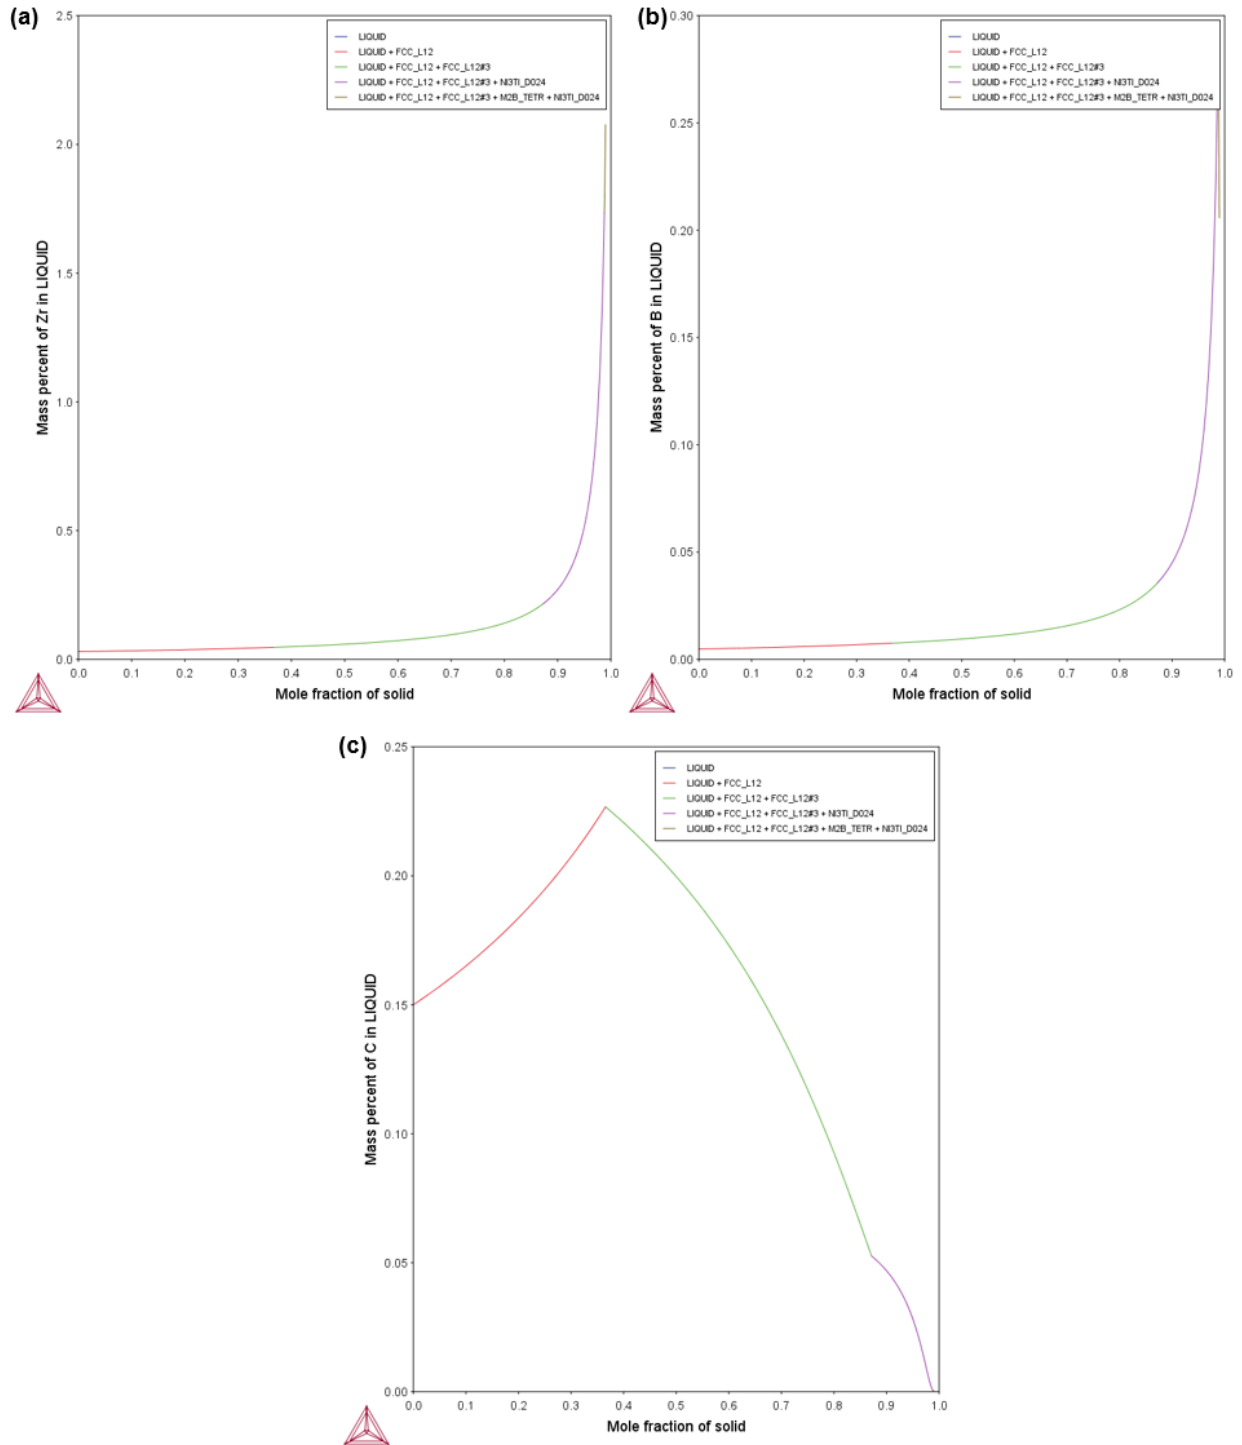 (a)
2.5
LIQUID
LIQUID + FCC_L12
LIQUID + FCC_L12 + FCC_L12#3
LIQUID + FCC_L12 + FCC_L12#3 + NI3TI_D024
LIQUID + FCC_L12 + FCC_L12#3 + M2B_TETR + NI3TI_D024
2.0
1.5
1.0
0.5
0.0
Mass percent of Zr in LIQUID
0.0 0.1 0.2 0.3 0.4 0.5 0.6 0.7 0.8 0.9 1.0
Mole fraction of solid
(b)
0.30
LIQUID
LIQUID + FCC_L12
LIQUID + FCC_L12 + FCC_L12#3
LIQUID + FCC_L12 + FCC_L12#3 + NI3TI_D024
LIQUID + FCC_L12 + FCC_L12#3 + M2B_TETR + NI3TI_D024
0.25
0.20
0.15
0.10
0.05
0.00
Mass percent of B in LIQUID
0.0 0.1 0.2 0.3 0.4 0.5 0.6 0.7 0.8 0.9 1.0
Mole fraction of solid
(c)
0.25
LIQUID
LIQUID + FCC_L12
LIQUID + FCC_L12 + FCC_L12#3
LIQUID + FCC_L12 + FCC_L12#3 + NI3TI_D024
LIQUID + FCC_L12 + FCC_L12#3 + M2B_TETR + NI3TI_D024
0.20
0.15
0.10
0.05
0.00
Mass percent of C in LIQUID
0.0 0.1 0.2 0.3 0.4 0.5 0.6 0.7 0.8 0.9 1.0
Mole fraction of solid